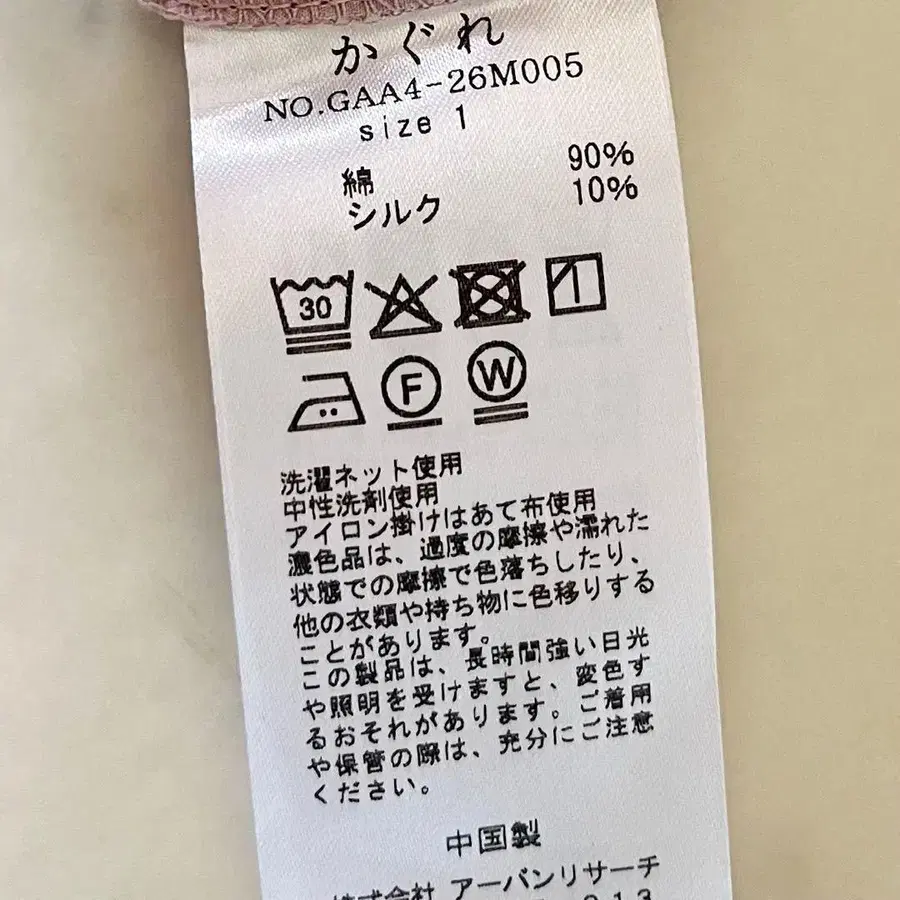 かぐれ
NO.GAA4-26M005
size 1
綿 90%
シルク 10%
30
F W
洗濯ネット使用
中性洗剤使用
アイロン掛けはあて布使用
濃色品は、過度の摩擦や濡れた
状態での摩擦で色落ちしたり、
他の衣類や持ち物に色移りする
ことがあります。
この製品は、長時間強い日光
や照明を受けますと、変色す
るおそれがあります。ご着用
や保管の際は、充分にご注意
ください。
中国製
株式会社 アーバンリサーチ